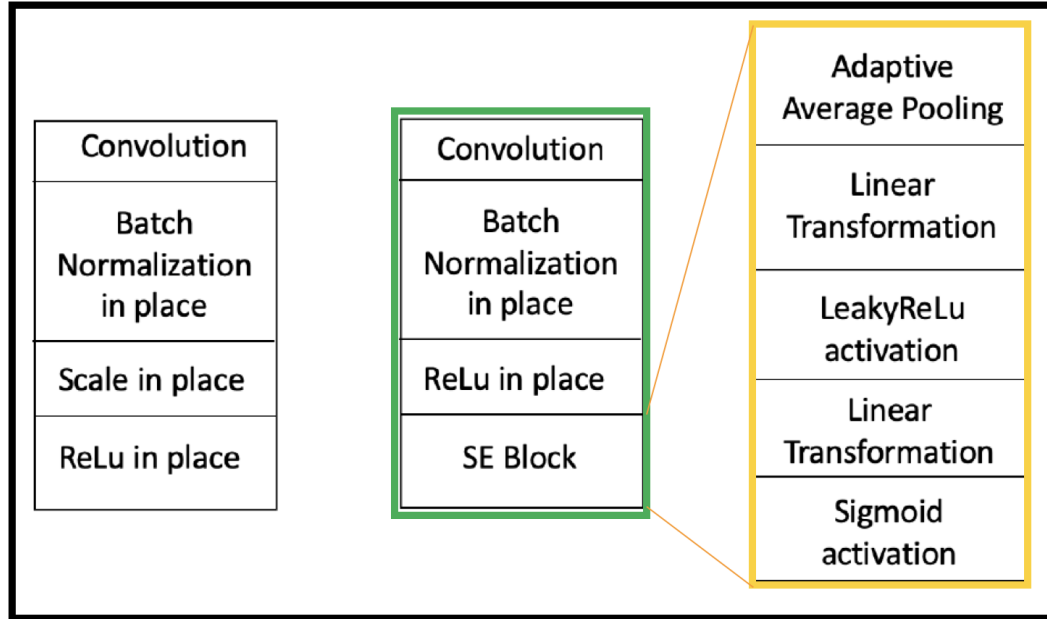 Convolution
Batch
Normalization
in place
Scale in place
ReLu in place
Convolution
Batch
Normalization
in place
ReLu in place
SE Block
Adaptive
Average Pooling
Linear
Transformation
LeakyReLu
activation
Linear
Transformation
Sigmoid
activation